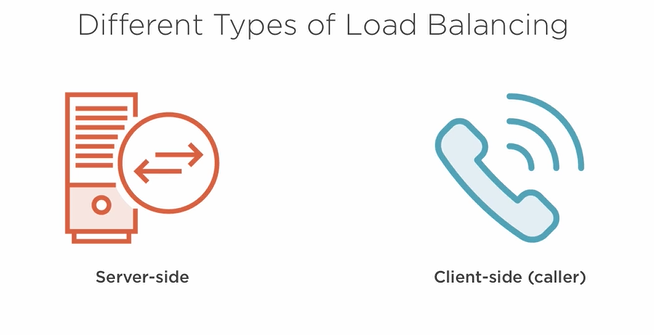 Different Types of Load Balancing
Server-side
Client-side (caller)